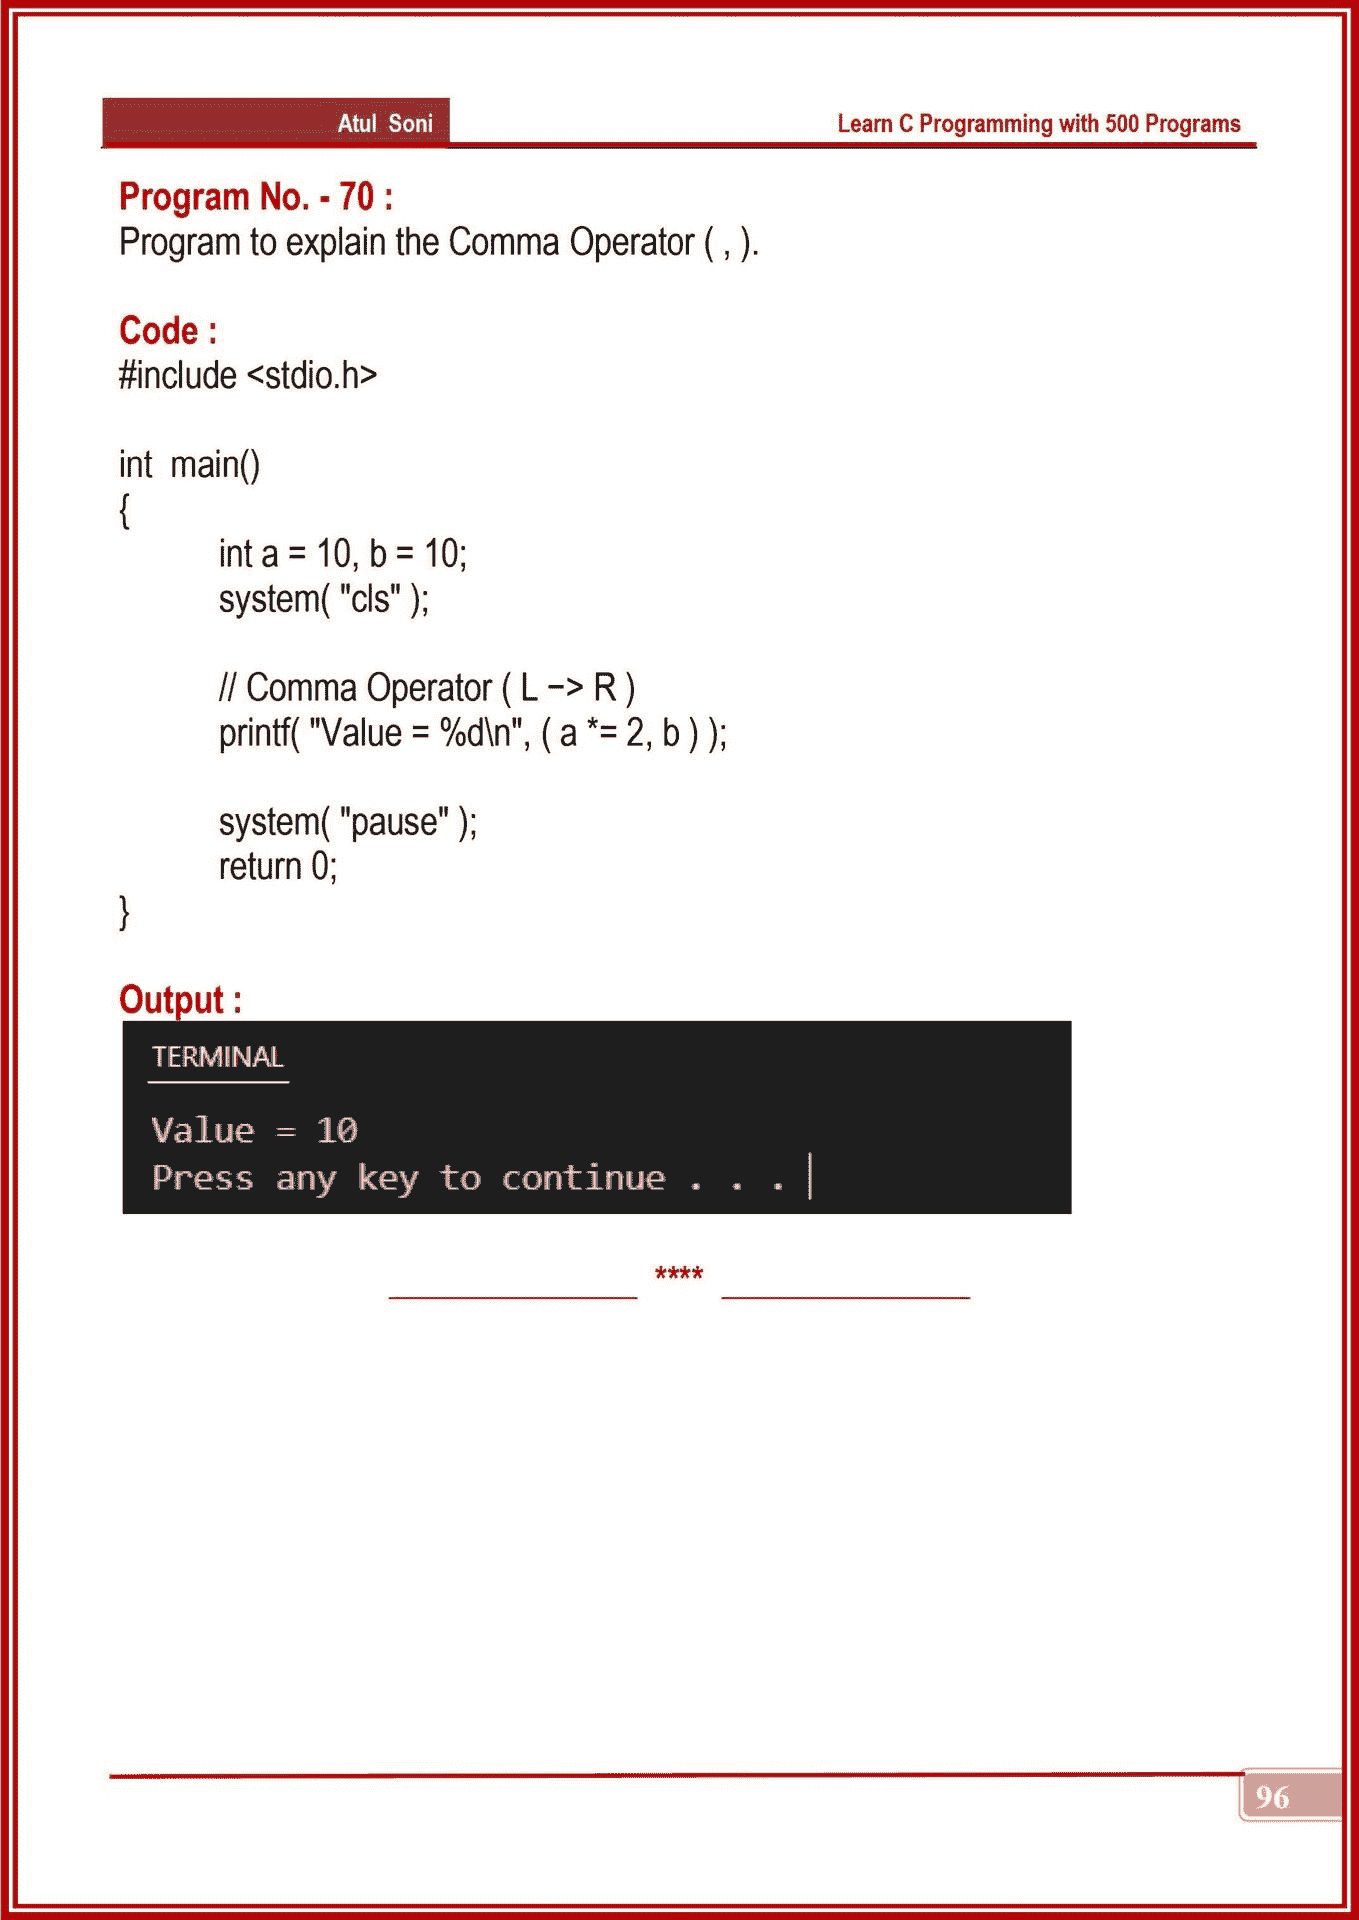 Atul  Soni
Learn C Programming with 500 Programs
Program No. - 70 :
Program to explain the Comma Operator ( , ).
Code :
#include <stdio.h>
int  main()
{
int a = 10, b = 10;
system( "cls" );
// Comma Operator ( L −> R )
printf( "Value = %d\n", ( a *= 2, b ) );
system( "pause" );
return 0;
}
Output :
TERMINAL
Value = 10
Press any key to continue . . .
****
96